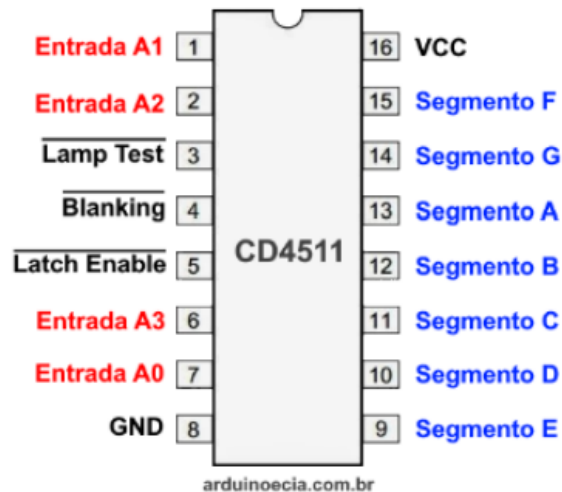 Entrada A1 1 16 VCC
Entrada A2 2 15 Segmento F
Lamp Test 3 14 Segmento G
Blanking 4 13 Segmento A
CD4511
Latch Enable 5 12 Segmento B
Entrada A3 6 11 Segmento C
Entrada A0 7 10 Segmento D
GND 8 9 Segmento E
arduinoecia.com.br